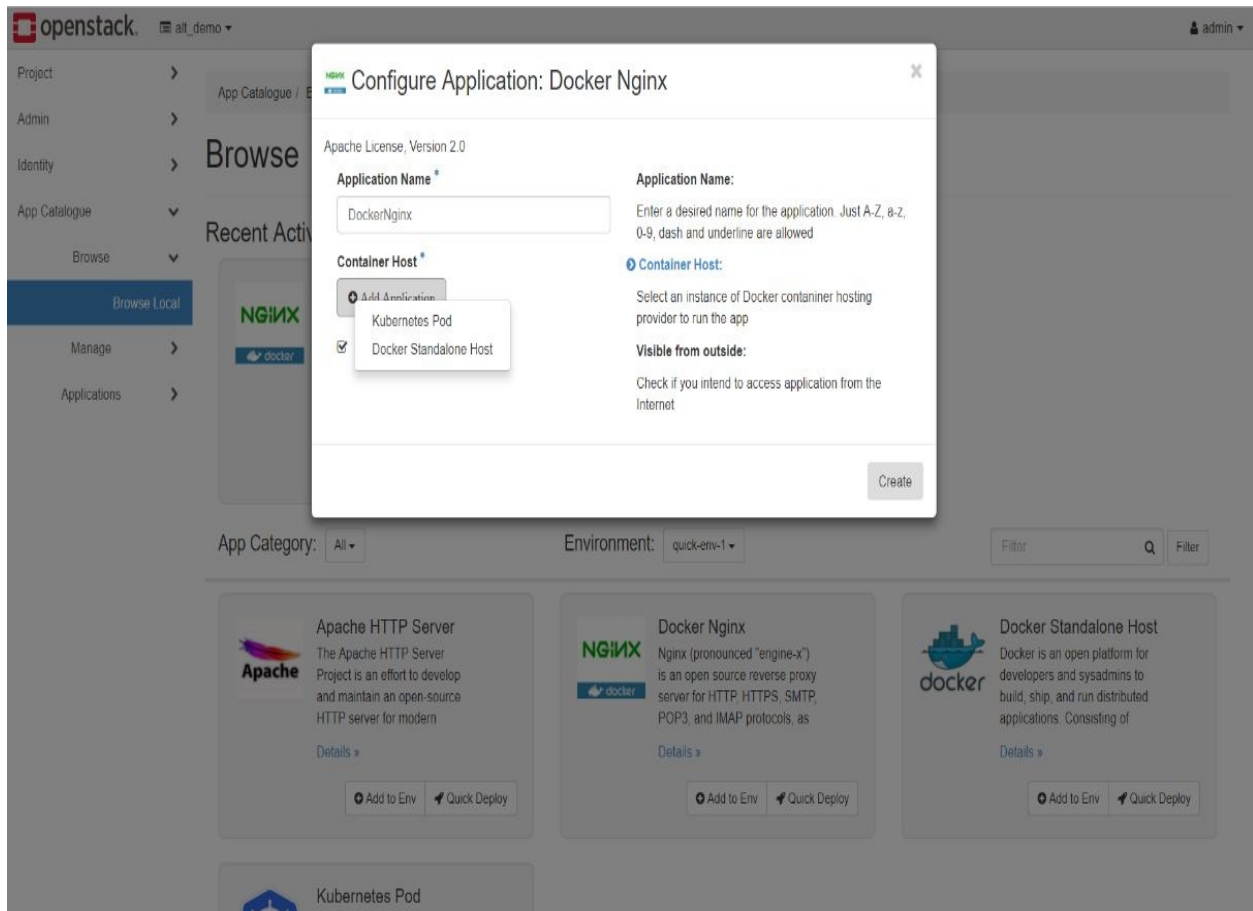 openstack. alt_demo admin
Project
Admin
Identity
App Catalogue
Browse
Browse Local
Manage
Applications
App Catalogue /
Browse
Recent Activ
NGiNX
docker
NGiNX
docker
Configure Application: Docker Nginx
×
Apache License, Version 2.0
Application Name *
DockerNginx
Container Host *
Add Application
Kubernetes Pod
Docker Standalone Host
Application Name:
Enter a desired name for the application. Just A-Z, a-z,
0-9, dash and underline are allowed
Container Host:
Select an instance of Docker contaniner hosting
provider to run the app
Visible from outside:
Check if you intend to access application from the
Internet
Create
App Category: All
Environment: quick-env-1
Filter
Filter
Apache
Apache HTTP Server
The Apache HTTP Server
Project is an effort to develop
and maintain an open-source
HTTP server for modern
Details »
Add to Env Quick Deploy
NGiNX
docker
Docker Nginx
Nginx (pronounced "engine-x")
is an open source reverse proxy
server for HTTP, HTTPS, SMTP,
POP3, and IMAP protocols, as
Details »
Add to Env Quick Deploy
docker
Docker Standalone Host
Docker is an open platform for
developers and sysadmins to
build, ship, and run distributed
applications. Consisting of
Details »
Add to Env Quick Deploy
Kubernetes Pod